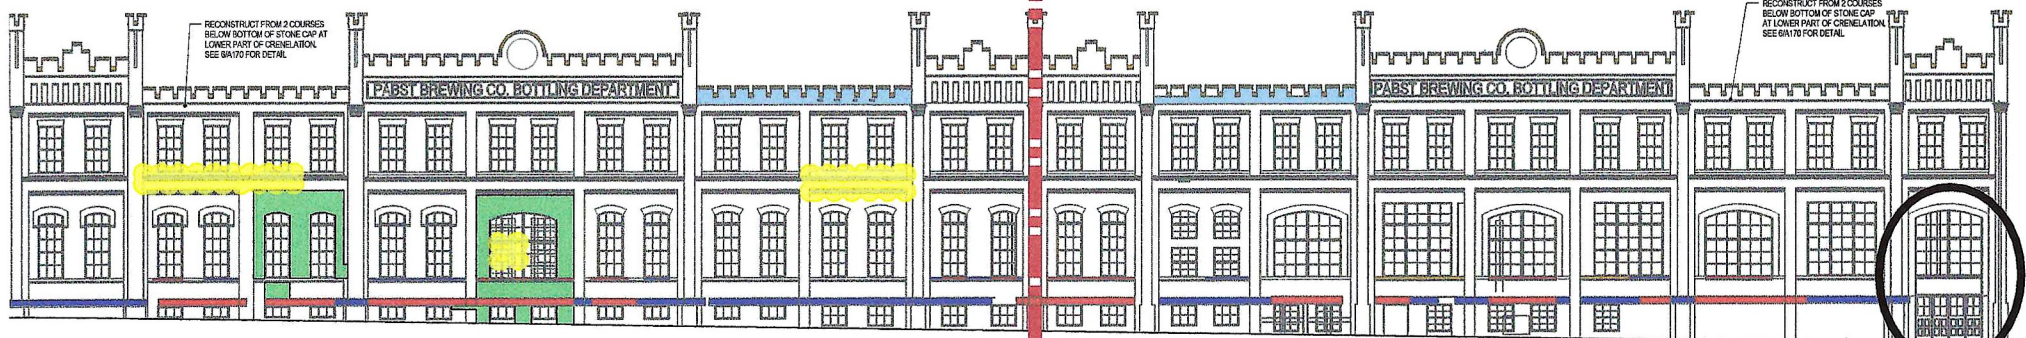 RECONSTRUCT FROM 2 COURSES
BELOW BOTTOM OF STONE CAP AT
LOWER PART OF CRENELATION.
SEE 6/A170 FOR DETAIL
PABST BREWING CO. BOTTLING DEPARTMENT
RECONSTRUCT FROM 2 COURSES
BELOW BOTTOM OF STONE CAP
AT LOWER PART OF CRENELATION.
SEE 6/A170 FOR DETAIL
PABST BREWING CO. BOTTLING DEPARTMENT